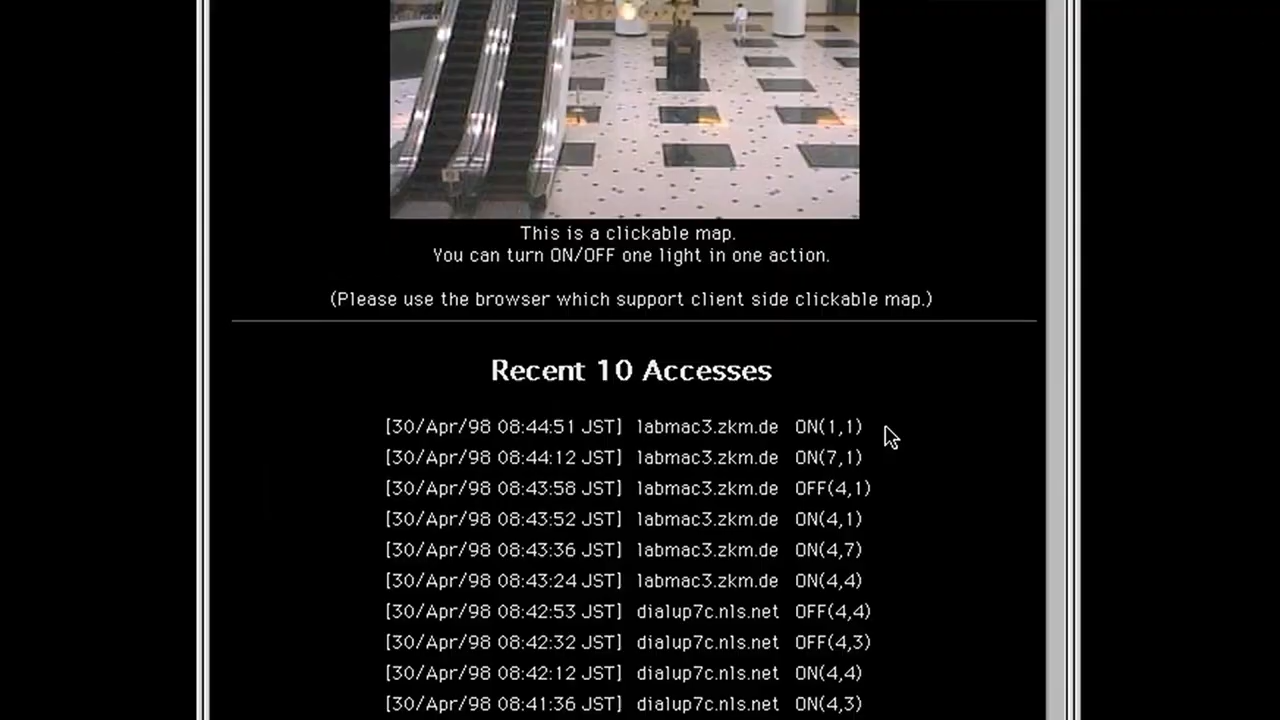 This is a clickable map.
You can turn ON/OFF one light in one action.
(Please use the browser which support client side clickable map.)
Recent 10 Accesses
[30/Apr/98 08:44:51 JST] labmac3.zkm.de ON(1,1)
[30/Apr/98 08:44:12 JST] labmac3.zkm.de ON(7,1)
[30/Apr/98 08:43:58 JST] labmac3.zkm.de OFF(4,1)
[30/Apr/98 08:43:52 JST] labmac3.zkm.de ON(4,1)
[30/Apr/98 08:43:36 JST] labmac3.zkm.de ON(4,7)
[30/Apr/98 08:43:24 JST] labmac3.zkm.de ON(4,4)
[30/Apr/98 08:42:53 JST] dialup7c.nls.net OFF(4,4)
[30/Apr/98 08:42:32 JST] dialup7c.nls.net OFF(4,3)
[30/Apr/98 08:42:12 JST] dialup7c.nls.net ON(4,4)
[30/Apr/98 08:41:36 JST] dialup7c.nls.net ON(4,3)